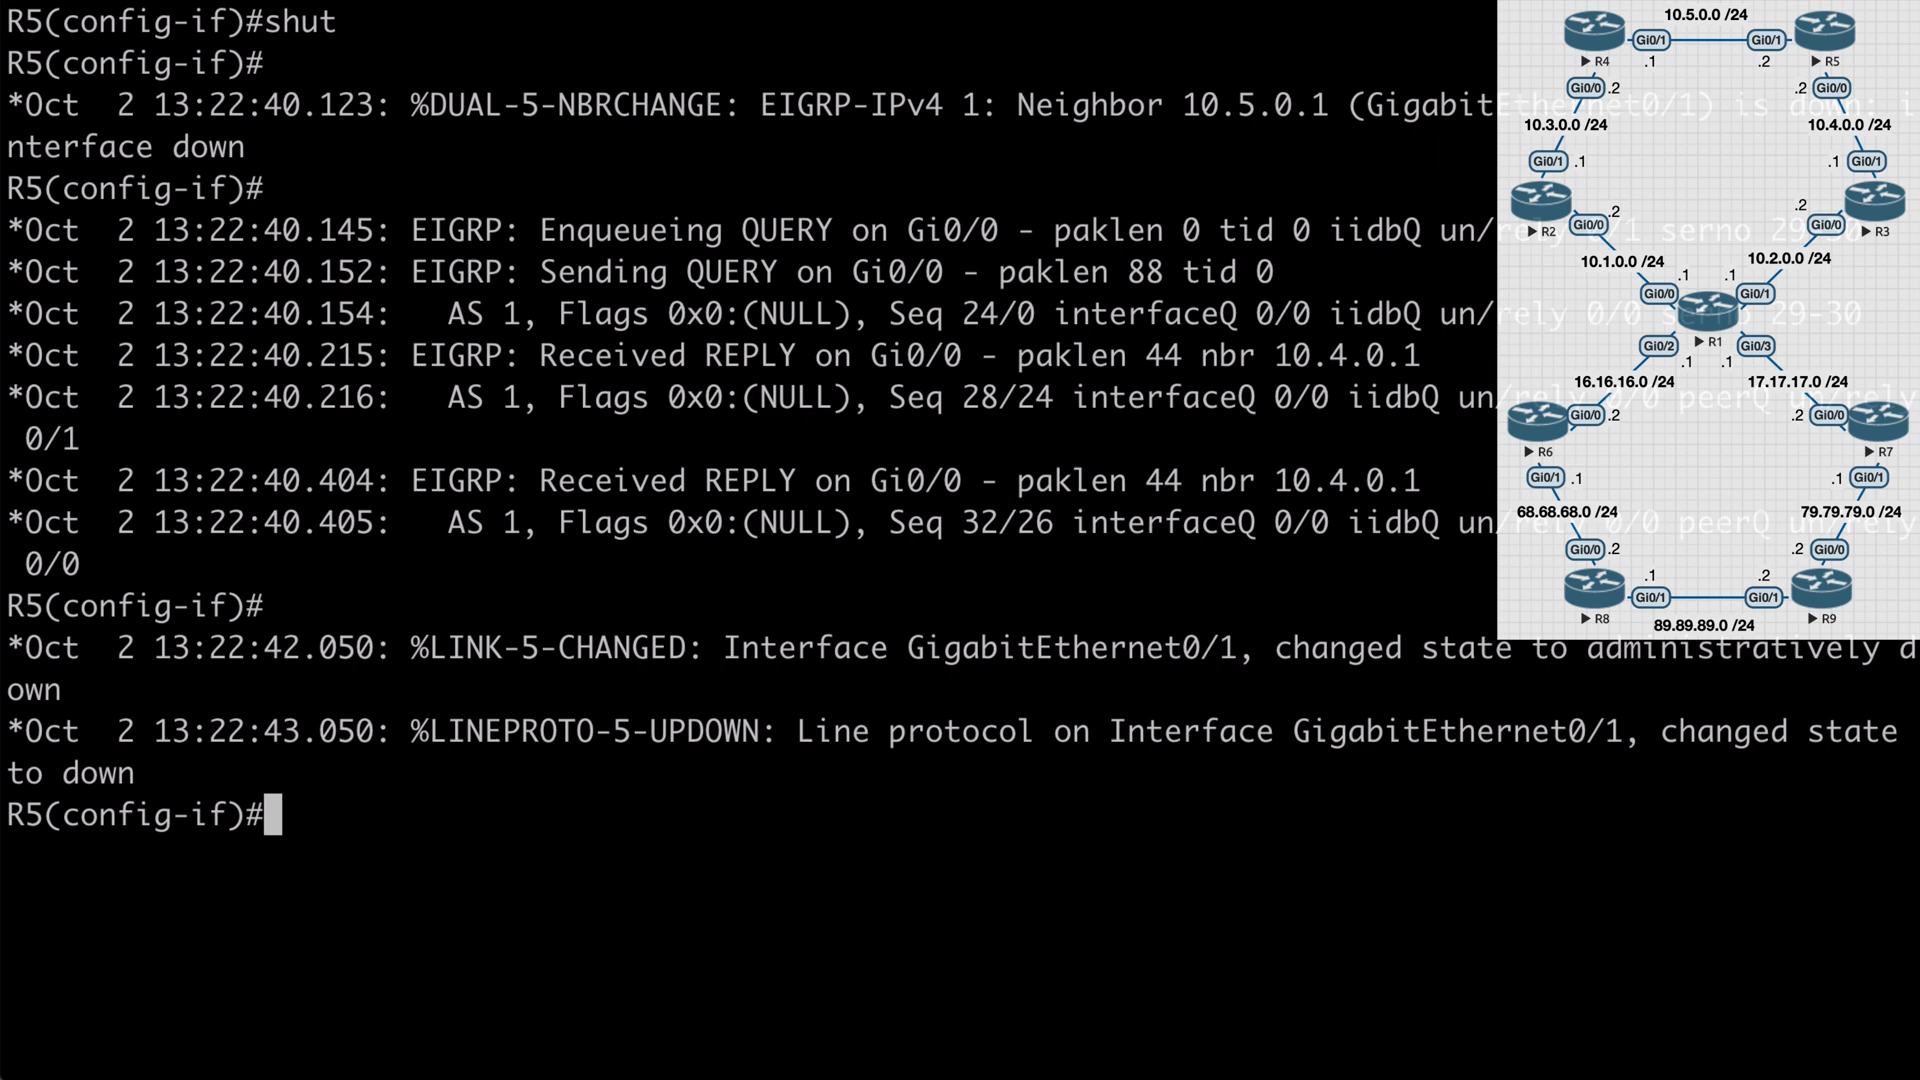 R5(config-if)#shut
R5(config-if)#
*Oct  2 13:22:40.123: %DUAL-5-NBRCHANGE: EIGRP-IPv4 1: Neighbor 10.5.0.1 (GigabitEthernet0/1) is down: i
nterface down
R5(config-if)#
*Oct  2 13:22:40.145: EIGRP: Enqueueing QUERY on Gi0/0 - paklen 0 tid 0 iidbQ un/rely 0/1 serno 29-30
*Oct  2 13:22:40.152: EIGRP: Sending QUERY on Gi0/0 - paklen 88 tid 0
*Oct  2 13:22:40.154:   AS 1, Flags 0x0:(NULL), Seq 24/0 interfaceQ 0/0 iidbQ un/rely 0/0 serno 29-30
*Oct  2 13:22:40.215: EIGRP: Received REPLY on Gi0/0 - paklen 44 nbr 10.4.0.1
*Oct  2 13:22:40.216:   AS 1, Flags 0x0:(NULL), Seq 28/24 interfaceQ 0/0 iidbQ un/rely 0/0 peerQ un/rely
 0/1
*Oct  2 13:22:40.404: EIGRP: Received REPLY on Gi0/0 - paklen 44 nbr 10.4.0.1
*Oct  2 13:22:40.405:   AS 1, Flags 0x0:(NULL), Seq 32/26 interfaceQ 0/0 iidbQ un/rely 0/0 peerQ un/rely
 0/0
R5(config-if)#
*Oct  2 13:22:42.050: %LINK-5-CHANGED: Interface GigabitEthernet0/1, changed state to administratively d
own
*Oct  2 13:22:43.050: %LINEPROTO-5-UPDOWN: Line protocol on Interface GigabitEthernet0/1, changed state
to down
R5(config-if)#
10.5.0.0 /24
Gi0/1 Gi0/1
R4 .1 .2 R5
Gi0/0 .2 .2 Gi0/0
10.3.0.0 /24 10.4.0.0 /24
Gi0/1 .1 .1 Gi0/1
.2 .2
R2 Gi0/0 Gi0/0 R3
10.1.0.0 /24 10.2.0.0 /24
.1 .1
Gi0/0 Gi0/1
R1
Gi0/2 Gi0/3
.1 .1
16.16.16.0 /24 17.17.17.0 /24
Gi0/0 .2 .2 Gi0/0
R6 R7
Gi0/1 .1 .1 Gi0/1
68.68.68.0 /24 79.79.79.0 /24
Gi0/0 .2 .2 Gi0/0
.1 .2
Gi0/1 Gi0/1
R8 R9
89.89.89.0 /24